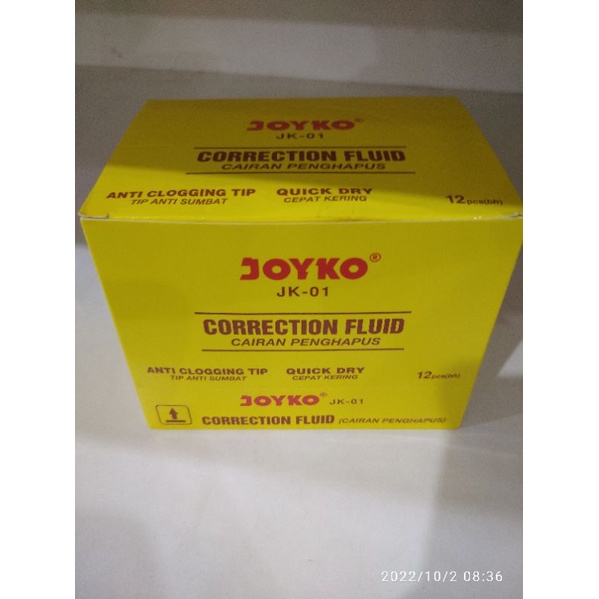 JOYKO®
JK-01
CORRECTION FLUID
CAIRAN PENGHAPUS
ANTI CLOGGING TIP QUICK DRY 12pcs(bh)
TIP ANTI SUMBAT CEPAT KERING
JOYKO®
JK-01
CORRECTION FLUID
CAIRAN PENGHAPUS
ANTI CLOGGING TIP QUICK DRY 12pcs(bh)
TIP ANTI SUMBAT CEPAT KERING
JOYKO® JK-01
CORRECTION FLUID (CAIRAN PENGHAPUS)
2022/10/2 08:36